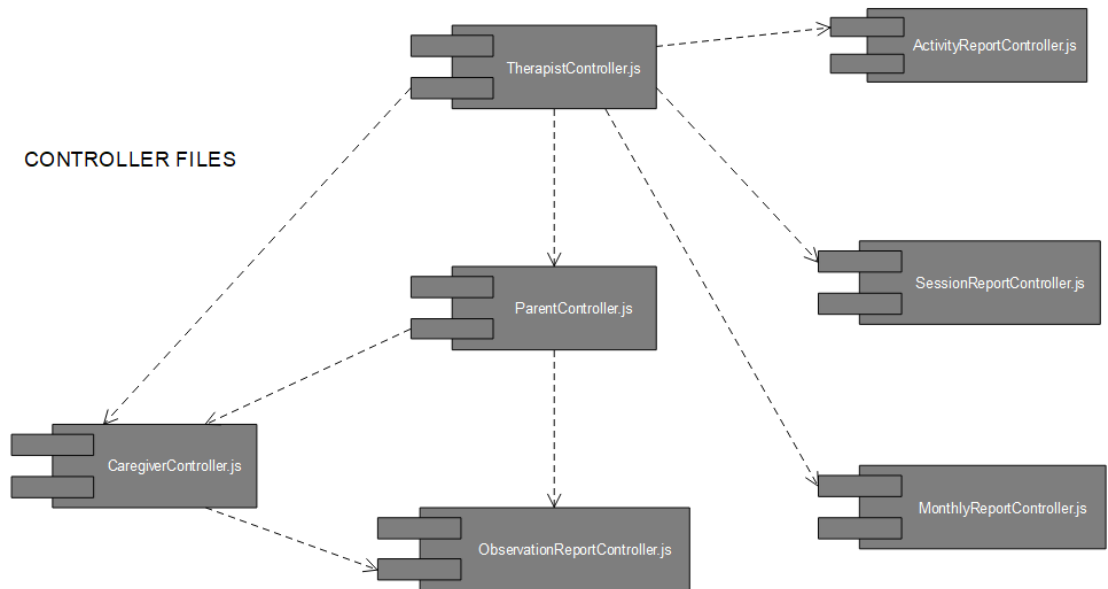 TherapistController.js
ActivityReportController.js
CONTROLLER FILES
SessionReportController.js
ParentController.js
CaregiverController.js
MonthlyReportController.js
ObservationReportController.js